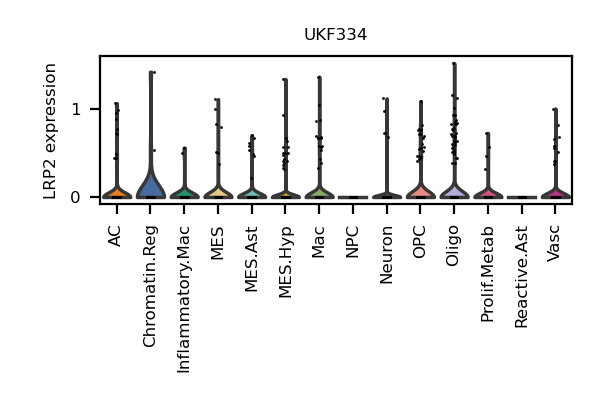 UKF334
LRP2 expression
1
0
AC
Chromatin.Reg
Inflammatory.Mac
MES
MES.Ast
MES.Hyp
Mac
NPC
Neuron
OPC
Oligo
Prolif.Metab
Reactive.Ast
Vasc